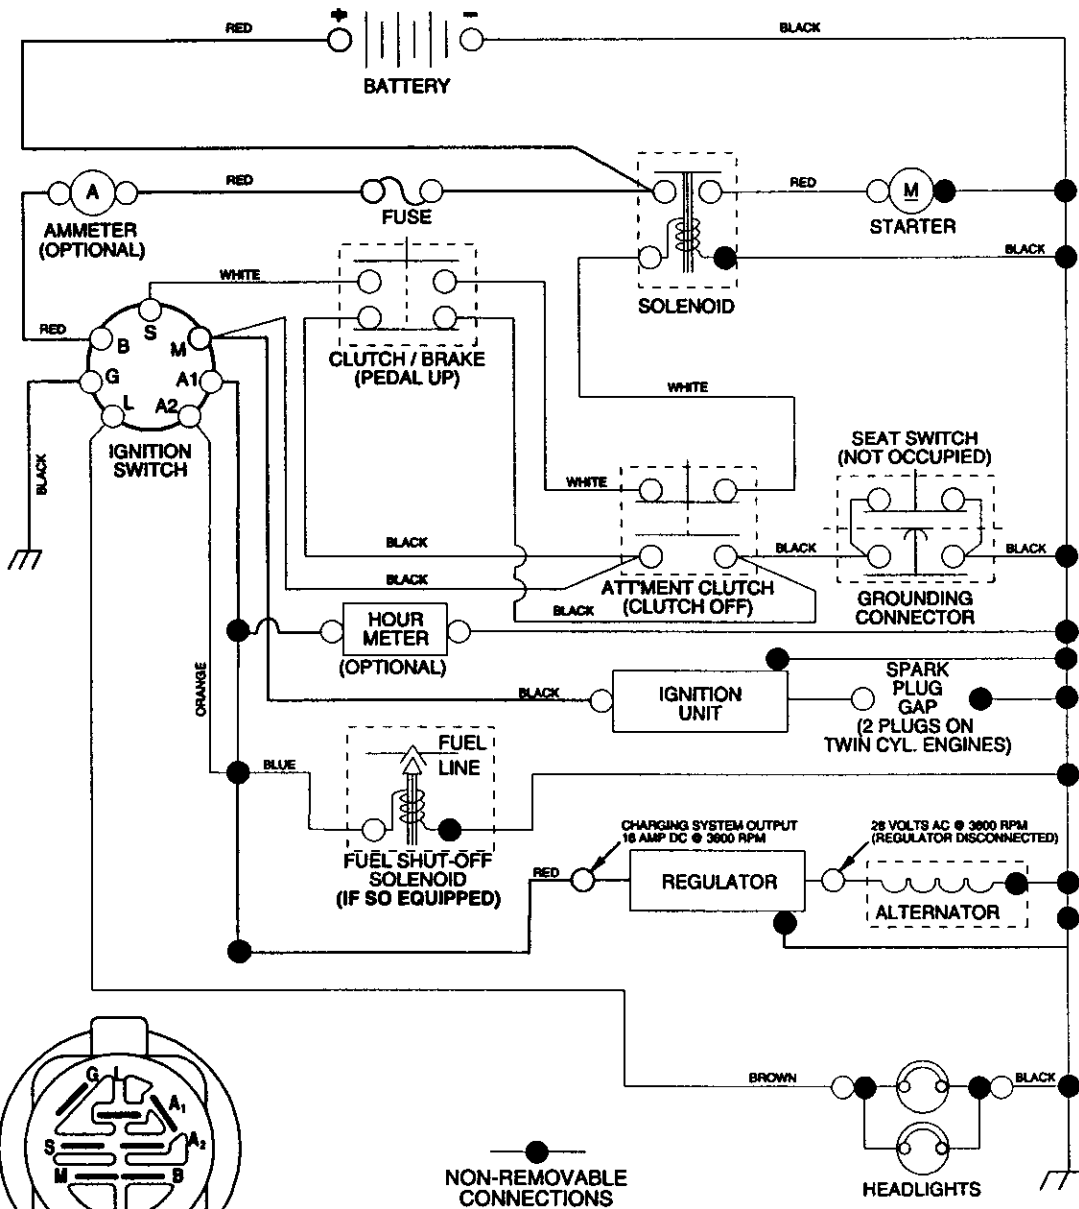 +
-
RED
BLACK
BATTERY
A
RED
RED
M
FUSE
STARTER
AMMETER
(OPTIONAL)
BLACK
WHITE
SOLENOID
RED
S
B
M
CLUTCH / BRAKE
(PEDAL UP)
G
A1
L
A2
WHITE
IGNITION
SWITCH
BLACK
SEAT SWITCH
(NOT OCCUPIED)
WHITE
BLACK
BLACK
BLACK
BLACK
ATT'MENT CLUTCH
(CLUTCH OFF)
GROUNDING
CONNECTOR
BLACK
HOUR
METER
(OPTIONAL)
ORANGE
BLACK
IGNITION
UNIT
SPARK
PLUG
GAP
(2 PLUGS ON
TWIN CYL. ENGINES)
BLUE
FUEL
LINE
FUEL SHUT-OFF
SOLENOID
(IF SO EQUIPPED)
CHARGING SYSTEM OUTPUT
16 AMP DC @ 3600 RPM
28 VOLTS AC @ 3600 RPM
(REGULATOR DISCONNECTED)
RED
REGULATOR
ALTERNATOR
BROWN
BLACK
HEADLIGHTS
G
L
A1
A2
S
M
B
NON-REMOVABLE
CONNECTIONS